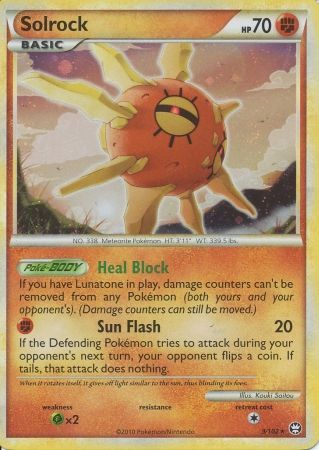 Solrock
HP 70
BASIC
NO. 338 Meteorite Pokémon HT: 3'11" WT: 339.5 lbs.
Poké-BODY Heal Block
If you have Lunatone in play, damage counters can't be
removed from any Pokémon (both yours and your
opponent's). (Damage counters can still be moved.)
Sun Flash 20
If the Defending Pokémon tries to attack during your
opponent's next turn, your opponent flips a coin. If
tails, that attack does nothing.
When it rotates itself, it gives off light similar to the sun, thus blinding its foes.
Illus. Kouki Saitou
weakness resistance retreat cost
×2
©2010 Pokémon/Nintendo.
9/102 ★